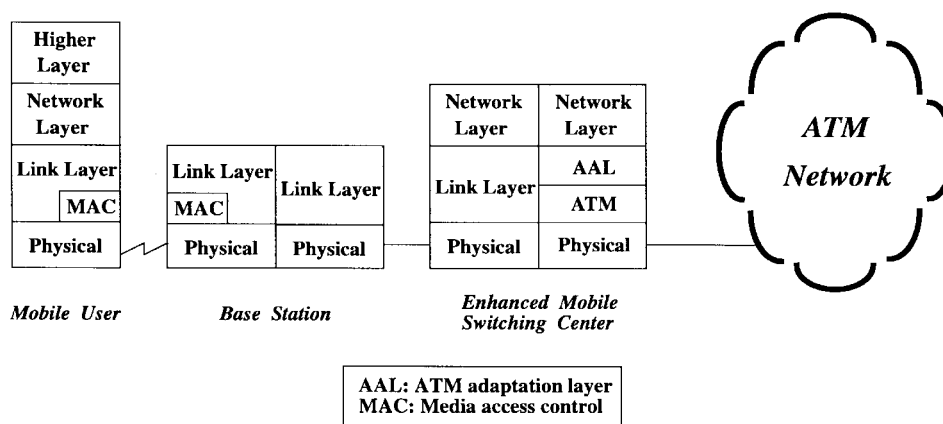 Higher
Layer
Network
Layer
Link Layer
MAC
Physical
Mobile User
Link Layer
MAC
Physical
Link Layer
Physical
Base Station
Network
Layer
Link Layer
Physical
Network
Layer
AAL
ATM
Physical
Enhanced Mobile
Switching Center
ATM
Network
AAL: ATM adaptation layer
MAC: Media access control